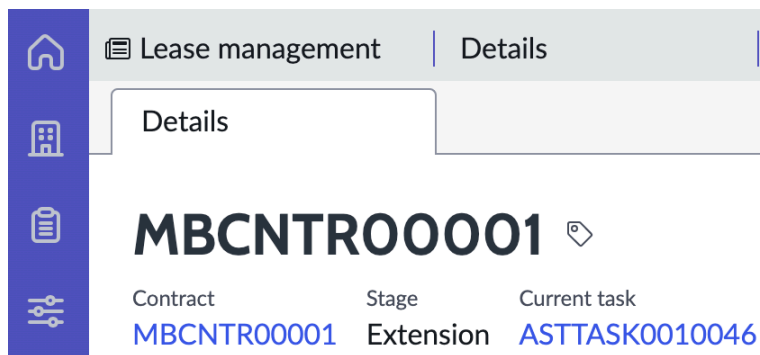 Lease management
Details
Details
MBCNTR00001
Contract Stage Current task
MBCNTR00001 Extension ASTTASK0010046